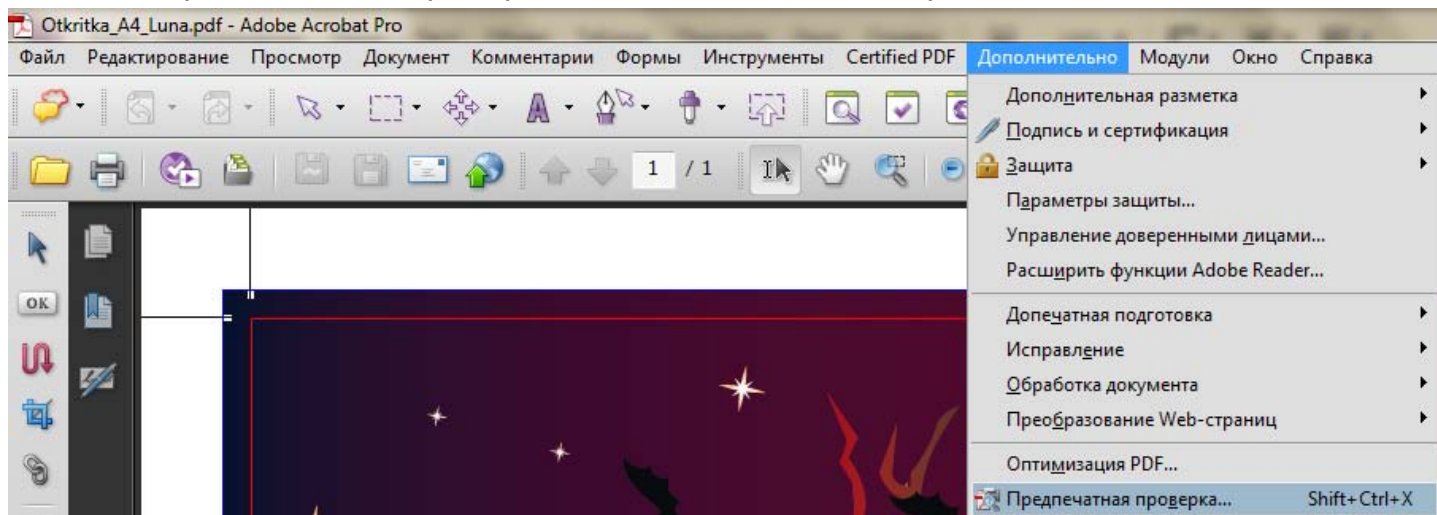 Otkritka_A4_Luna.pdf - Adobe Acrobat Pro
Файл Редактирование Просмотр Документ Комментарии Формы Инструменты Certified PDF Дополнительно Модули Окно Справка
Дополнительная разметка
Подпись и сертификация
1 / 1
Защита
Параметры защиты...
Управление доверенными лицами...
Расширить функции Adobe Reader...
OK
Допечатная подготовка
Исправление
Обработка документа
Преобразование Web-страниц
Оптимизация PDF...
Предпечатная проверка... Shift+Ctrl+X